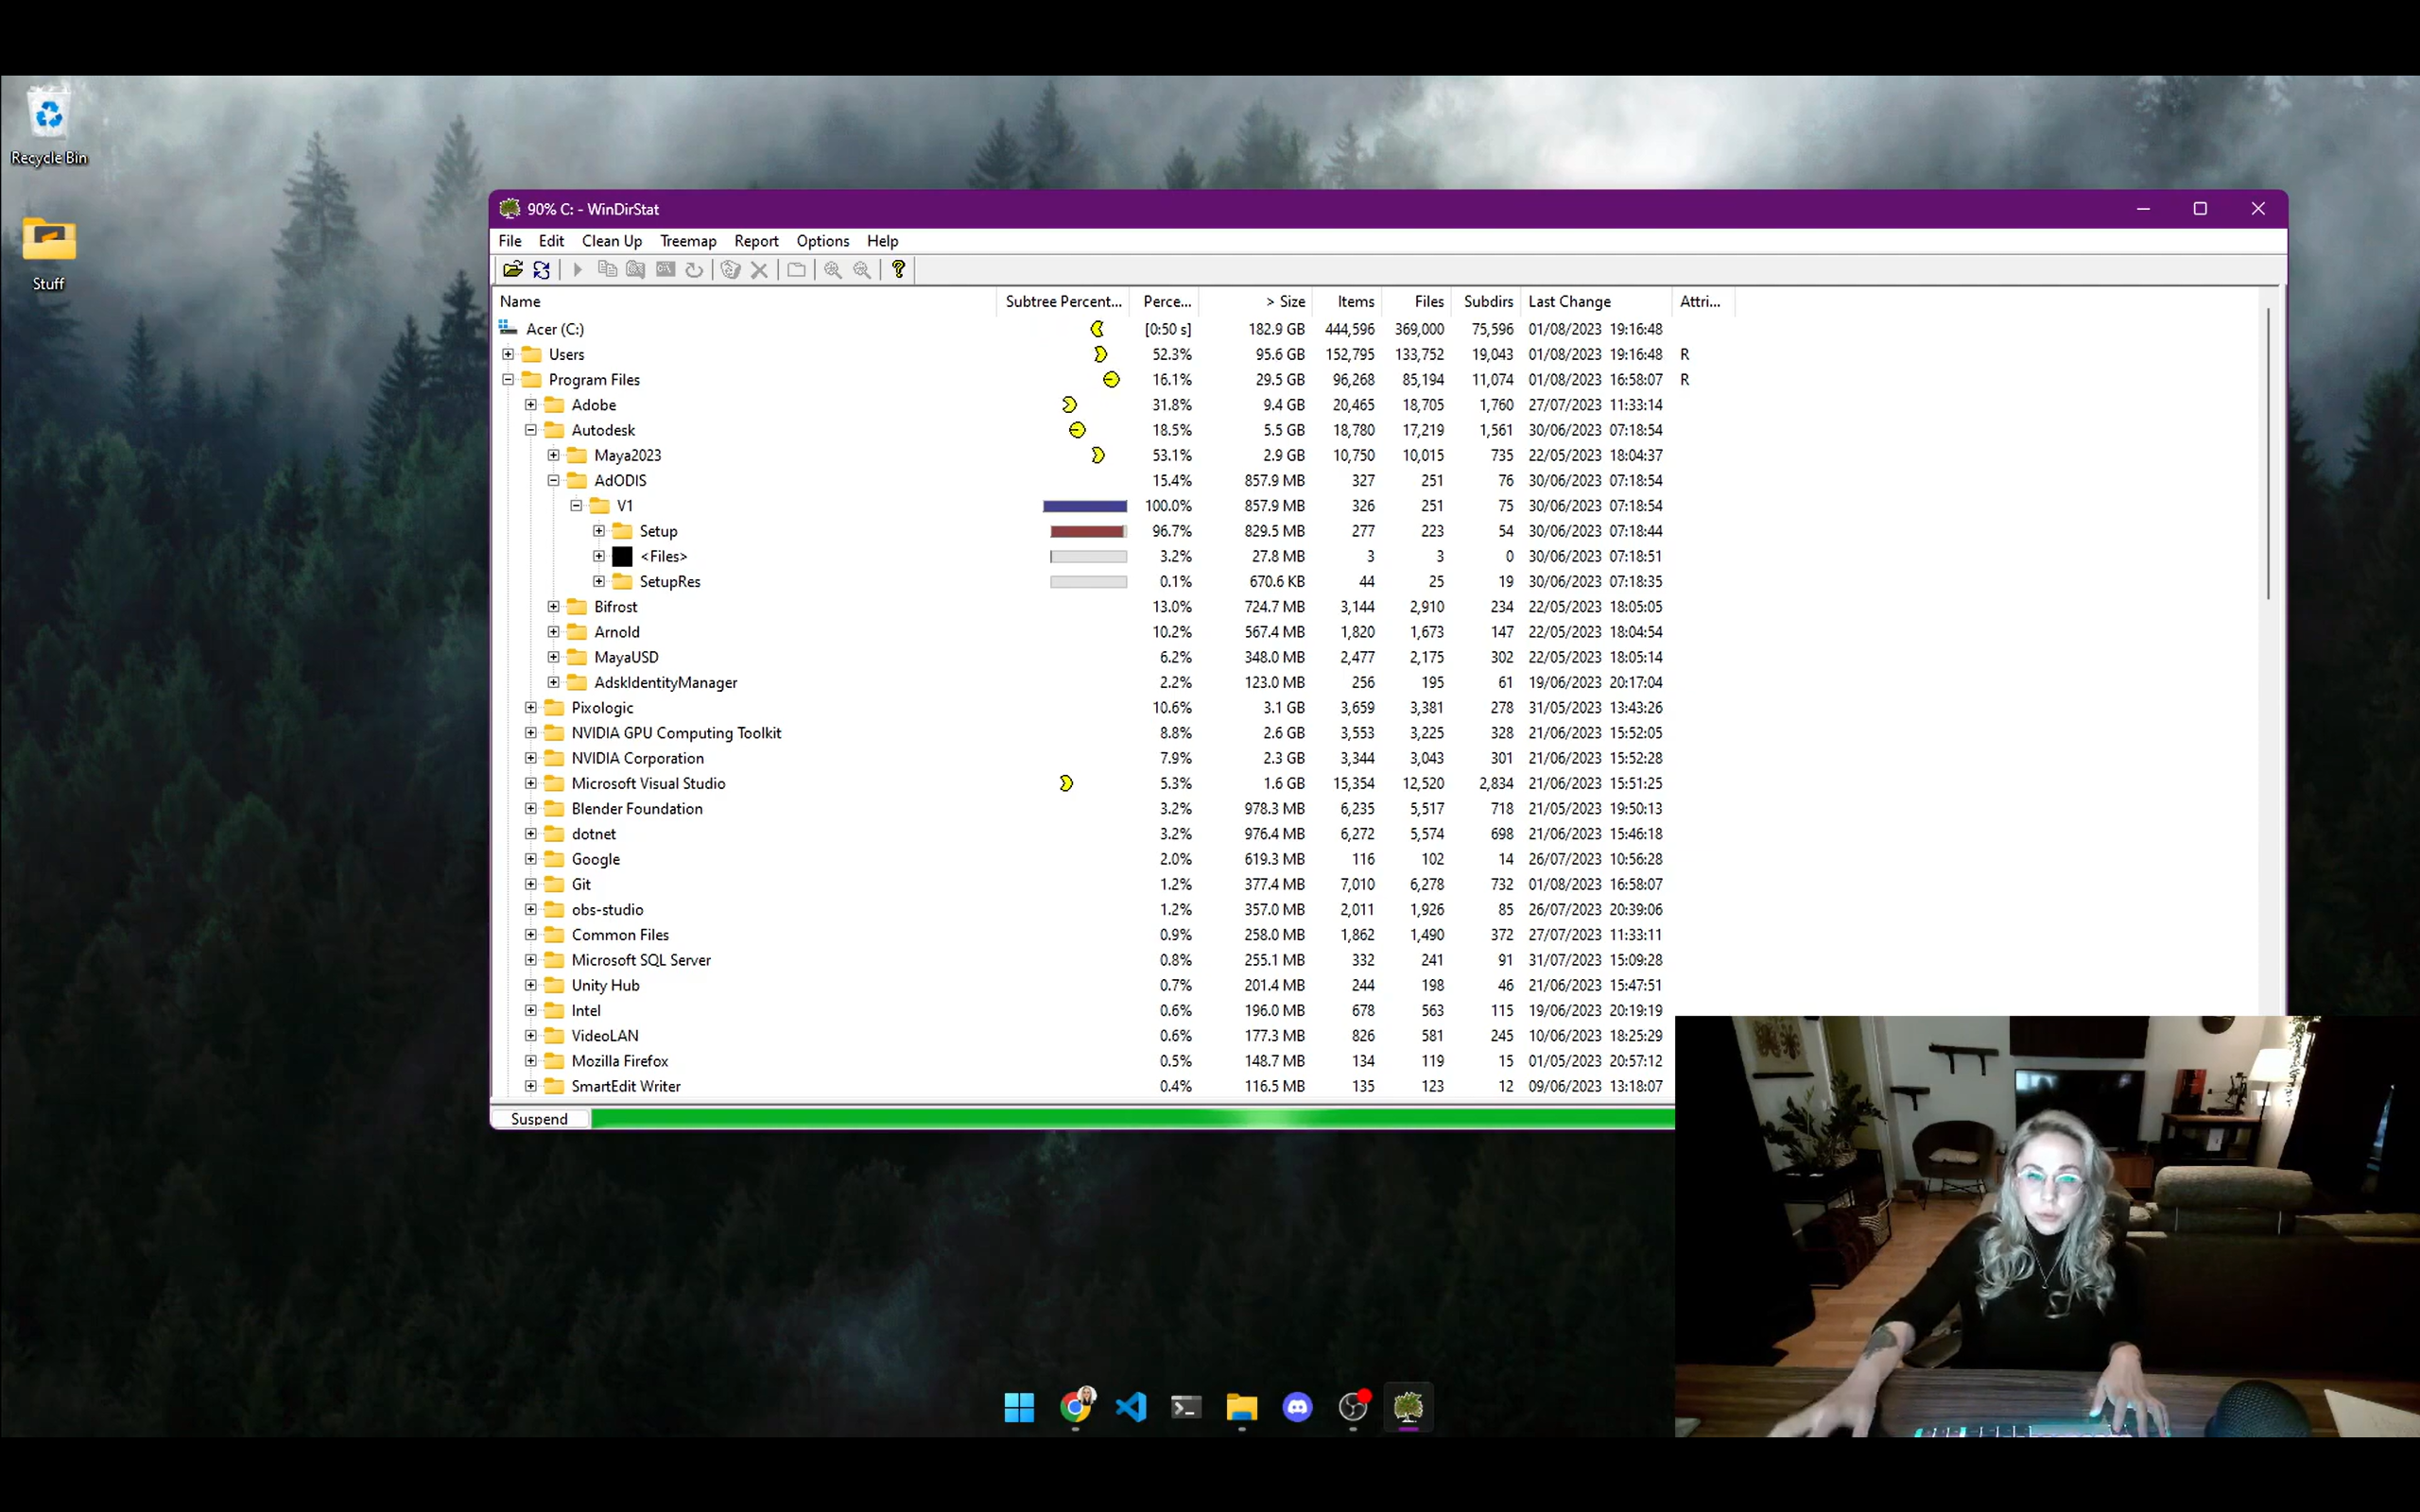 Recycle Bin
Stuff
90% C: - WinDirStat
File Edit Clean Up Treemap Report Options Help
Name Subtree Percent... Perce... > Size Items Files Subdirs Last Change Attri...
Acer (C:) [0:50 s] 182.9 GB 444,596 369,000 75,596 01/08/2023 19:16:48
Users 52.3% 95.6 GB 152,795 133,752 19,043 01/08/2023 19:16:48 R
Program Files 16.1% 29.5 GB 96,268 85,194 11,074 01/08/2023 16:58:07 R
Adobe 31.8% 9.4 GB 20,465 18,705 1,760 27/07/2023 11:33:14
Autodesk 18.5% 5.5 GB 18,780 17,219 1,561 30/06/2023 07:18:54
Maya2023 53.1% 2.9 GB 10,750 10,015 735 22/05/2023 18:04:37
AdODIS 15.4% 857.9 MB 327 251 76 30/06/2023 07:18:54
V1 100.0% 857.9 MB 326 251 75 30/06/2023 07:18:54
Setup 96.7% 829.5 MB 277 223 54 30/06/2023 07:18:44
<Files> 3.2% 27.8 MB 3 3 0 30/06/2023 07:18:51
SetupRes 0.1% 670.6 KB 44 25 19 30/06/2023 07:18:35
Bifrost 13.0% 724.7 MB 3,144 2,910 234 22/05/2023 18:05:05
Arnold 10.2% 567.4 MB 1,820 1,673 147 22/05/2023 18:04:54
MayaUSD 6.2% 348.0 MB 2,477 2,175 302 22/05/2023 18:05:14
AdskIdentityManager 2.2% 123.0 MB 256 195 61 19/06/2023 20:17:04
Pixologic 10.6% 3.1 GB 3,659 3,381 278 31/05/2023 13:43:26
NVIDIA GPU Computing Toolkit 8.8% 2.6 GB 3,553 3,225 328 21/06/2023 15:52:05
NVIDIA Corporation 7.9% 2.3 GB 3,344 3,043 301 21/06/2023 15:52:28
Microsoft Visual Studio 5.3% 1.6 GB 15,354 12,520 2,834 21/06/2023 15:51:25
Blender Foundation 3.2% 978.3 MB 6,235 5,517 718 21/05/2023 19:50:13
dotnet 3.2% 976.4 MB 6,272 5,574 698 21/06/2023 15:46:18
Google 2.0% 619.3 MB 116 102 14 26/07/2023 10:56:28
Git 1.2% 377.4 MB 7,010 6,278 732 01/08/2023 16:58:07
obs-studio 1.2% 357.0 MB 2,011 1,926 85 26/07/2023 20:39:06
Common Files 0.9% 258.0 MB 1,862 1,490 372 27/07/2023 11:33:11
Microsoft SQL Server 0.8% 255.1 MB 332 241 91 31/07/2023 15:09:28
Unity Hub 0.7% 201.4 MB 244 198 46 21/06/2023 15:47:51
Intel 0.6% 196.0 MB 678 563 115 19/06/2023 20:19:19
VideoLAN 0.6% 177.3 MB 826 581 245 10/06/2023 18:25:29
Mozilla Firefox 0.5% 148.7 MB 134 119 15 01/05/2023 20:57:12
SmartEdit Writer 0.4% 116.5 MB 135 123 12 09/06/2023 13:18:07
Suspend